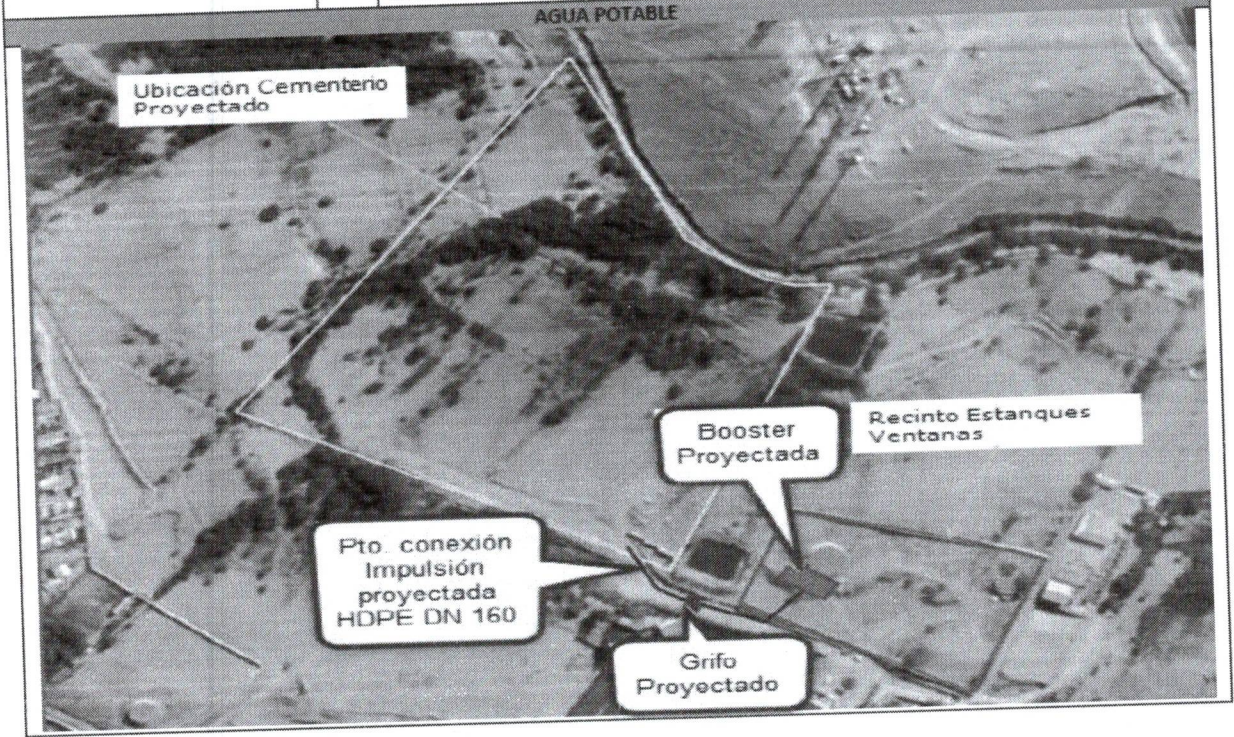 AGUA POTABLE
Ubicación Cementerio
Proyectado
Booster
Proyectada
Recinto Estanques
Ventanas
Pto. conexión
Impulsión
proyectada
HDPE DN 160
Grifo
Proyectado